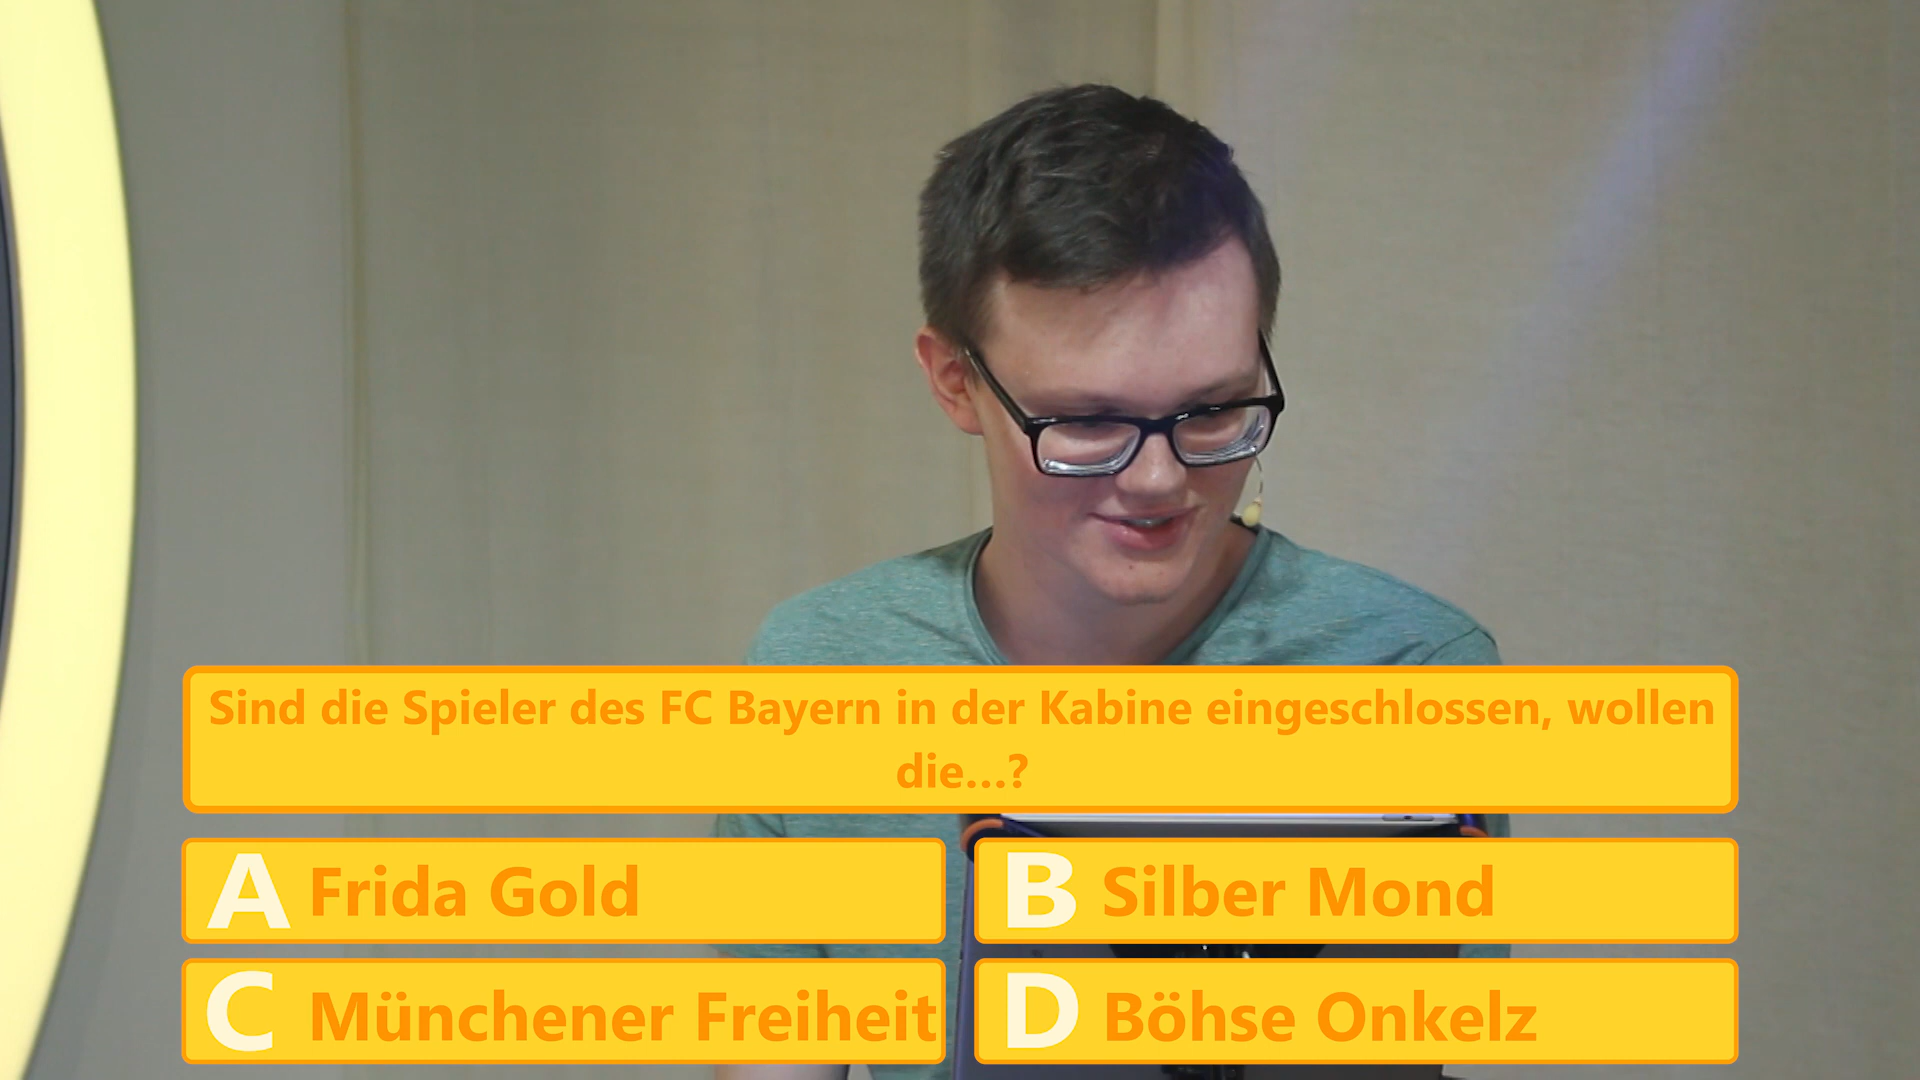 Sind die Spieler des FC Bayern in der Kabine eingeschlossen, wollen
die...?
A Frida Gold
B Silber Mond
C Münchener Freiheit
D Böhse Onkelz